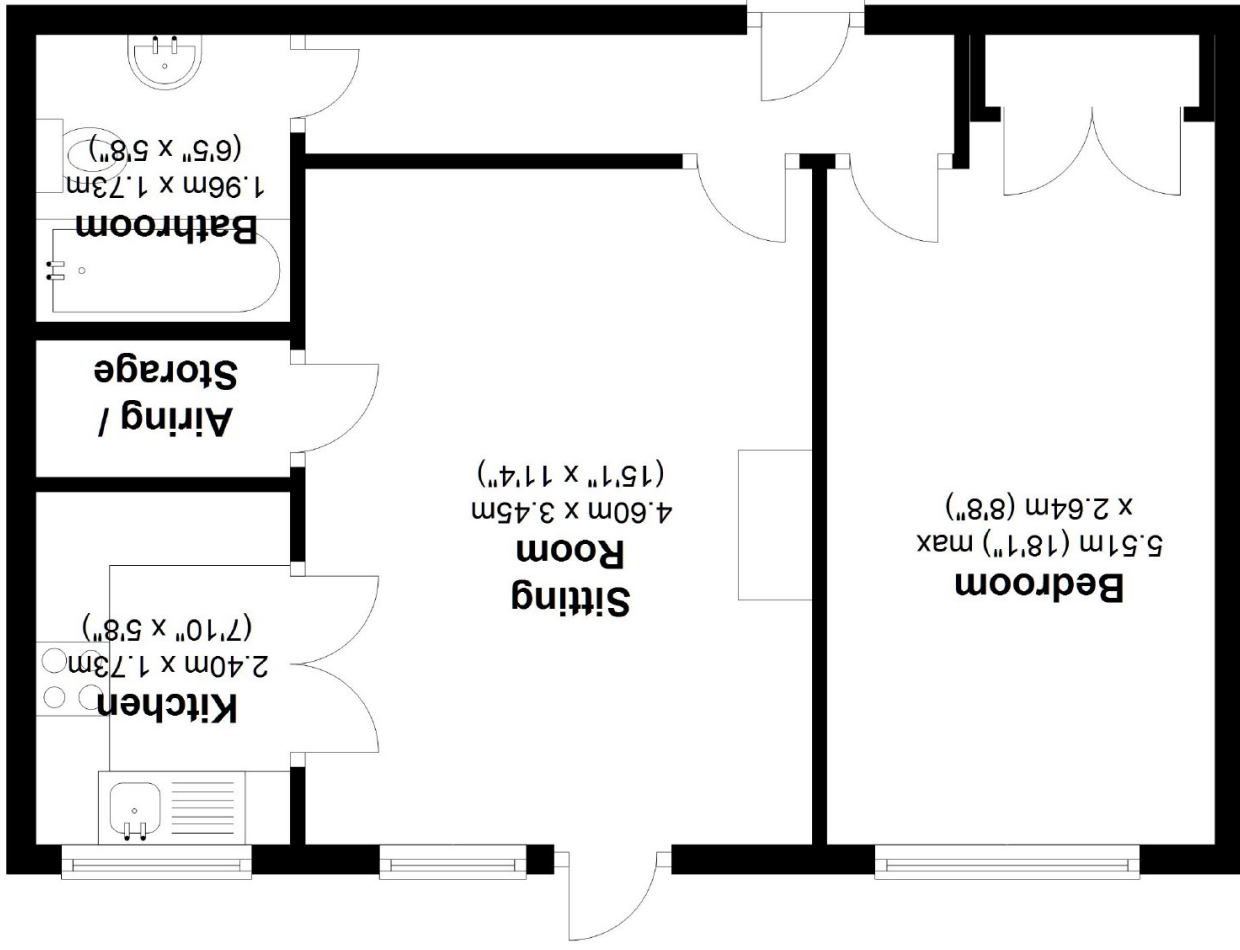 Kitchen
2.40m x 1.73m
(7'10" x 5'8")
Sitting
Room
4.60m x 3.45m
(15'1" x 11'4")
Bedroom
5.51m (18'1") max
x 2.64m (8'8")
Airing /
Storage
Bathroom
1.96m x 1.73m
(6'5" x 5'8")